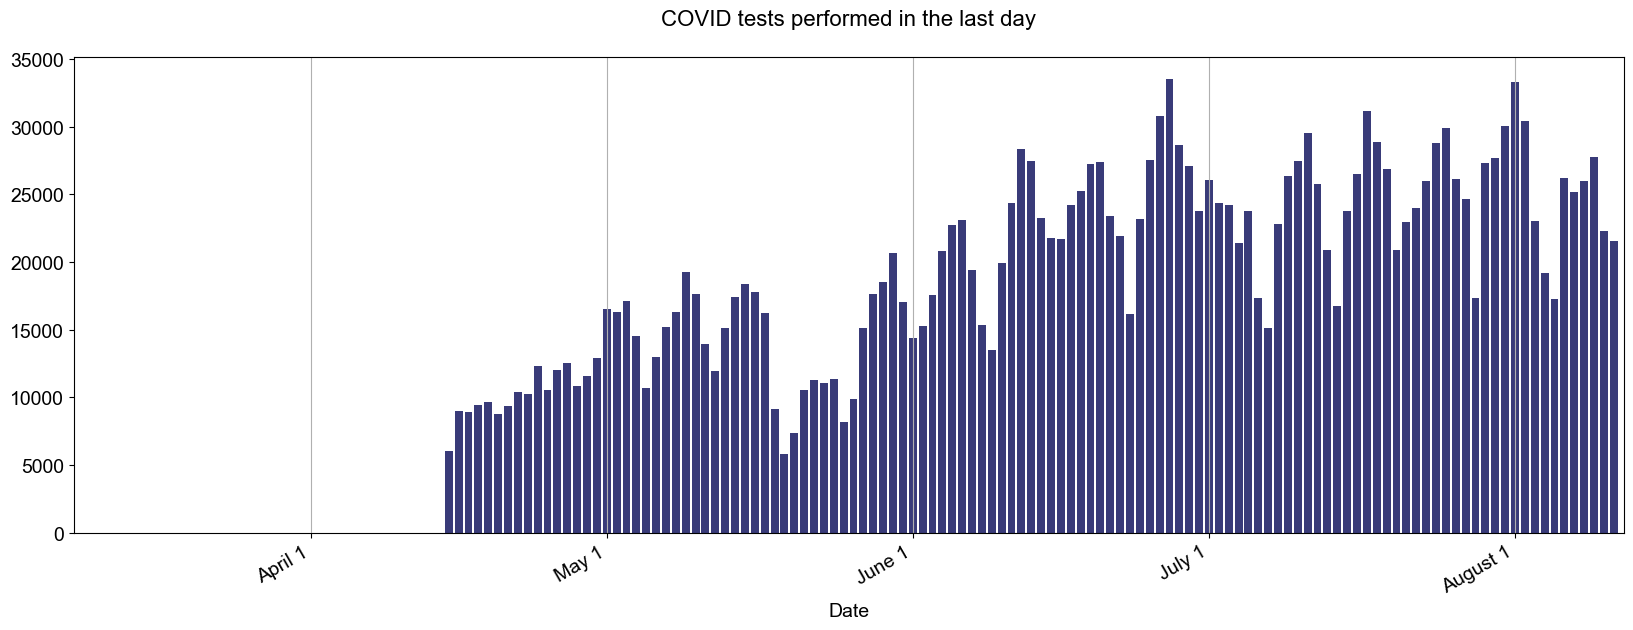 COVID tests performed in the last day
35000
30000
25000
20000
15000
10000
5000
0
April 1
May 1
June 1
July 1
August 1
Date